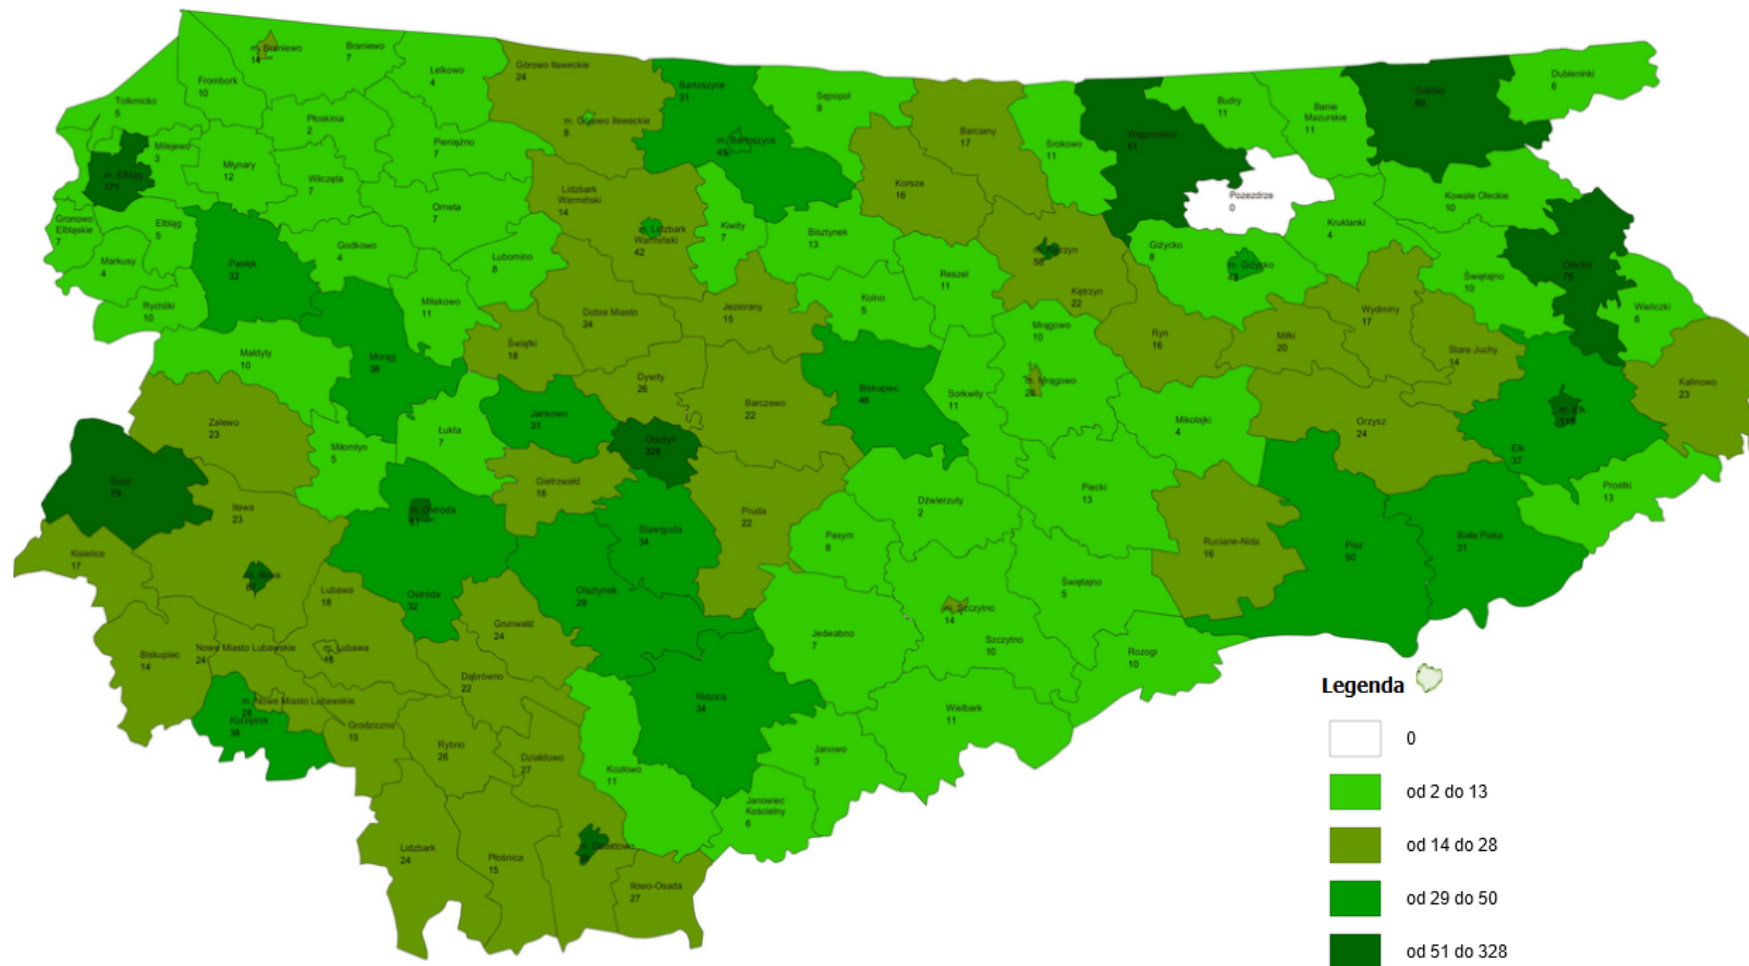 m. Braniewo
14
Braniewo
7
Lelkowo
4
Górowo Iławeckie
24
Bartoszyce
31
Sępopol
9
Frombork
10
Tolkmicko
5
Płoskinia
2
m. Górowo Iławeckie
8
Barciany
17
Srokowo
11
Węgorzewo
51
Budry
11
Banie
Mazurskie
11
Gołdap
60
Dubieninki
6
Milejewo
3
m. Elbląg
171
Młynary
12
Wilczęta
7
Pieniężno
7
m. Bartoszyce
49
Korsze
16
Pozezdrze
0
Kowale Oleckie
10
Lidzbark
Warmiński
14
Orneta
7
Gronowo
Elbląskie
7
Elbląg
5
Godkowo
4
m. Lidzbark
Warmiński
42
Kiwity
7
Bisztynek
13
Giżycko
8
Kruklanki
4
Markusy
4
Pasłęk
32
Lubomino
8
Reszel
11
m. Kętrzyn
56
m. Giżycko
Świętajno
10
Olecko
75
Rychliki
10
Miłakowo
11
Dobre Miasto
24
Jeziorany
15
Kolno
5
Kętrzyn
22
Wydminy
17
Wieliczki
6
Małdyty
10
Morąg
38
Świątki
18
Mrągowo
10
Ryn
16
Miłki
20
Stare Juchy
14
Dywity
26
Barczewo
22
Biskupiec
46
Sorkwity
11
m. Mrągowo
26
Kalinowo
23
Zalewo
23
Miłomłyn
5
Łukta
7
Jankowo
31
Olsztyn
328
Mikołajki
4
Orzysz
24
m. Ełk
Ełk
37
Susz
79
Iława
23
m. Ostróda
61
Gietrzwałd
16
Pruda
22
Dźwierzuty
2
Piecki
13
Prostki
13
Kisielice
17
Stawiguda
34
Pasym
8
Ruciane-Nida
16
Pisz
50
Biała Piska
31
m. Iława
67
Lubawa
18
Ostróda
32
Olsztynek
29
Świętajno
5
Grunwald
24
m. Szczytno
14
Jedwabno
7
Szczytno
10
Rozogi
10
Biskupiec
14
Nowe Miasto Lubawskie
24
m. Lubawa
18
Dąbrówno
22
Nidzica
34
Wielbark
11
m. Nowe Miasto Lubawskie
28
Kurzętnik
38
Grodziczno
15
Rybno
26
Działdowo
27
Kozłowo
11
Janowo
3
Janowiec
Kościelny
6
Lidzbark
24
Płośnica
15
m. Działdowo
Iłowo-Osada
27
Legenda
0
od 2 do 13
od 14 do 28
od 29 do 50
od 51 do 328